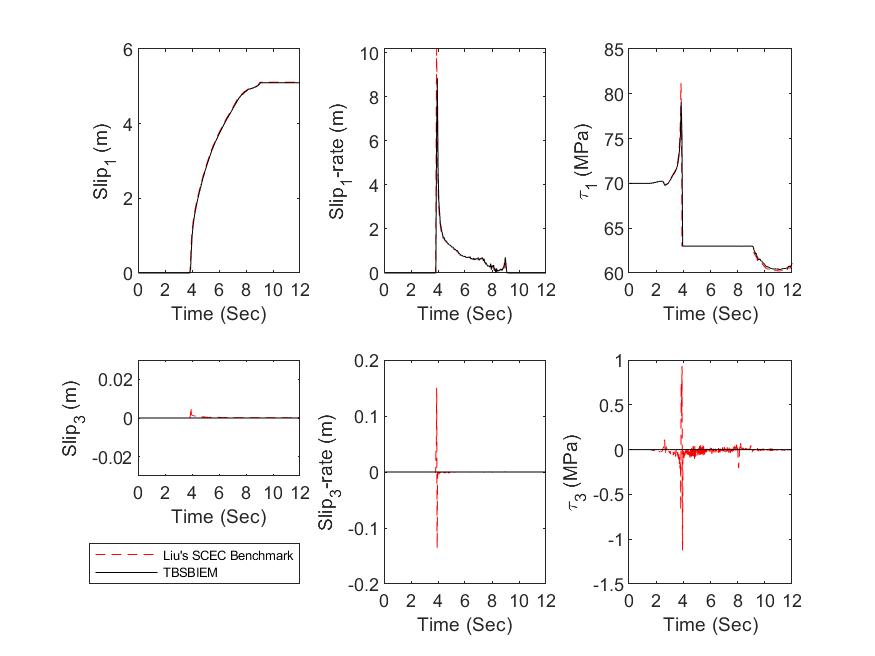 6
4
2
0
Slip1 (m)
0 2 4 6 8 10 12
Time (Sec)
10
8
6
4
2
0
Slip1-rate (m)
0 2 4 6 8 10 12
Time (Sec)
85
80
75
70
65
60
τ1 (MPa)
0 2 4 6 8 10 12
Time (Sec)
0.02
0
-0.02
Slip3 (m)
0 2 4 6 8 10 12
Time (Sec)
Liu's SCEC Benchmark
TBSBIEM
0.2
0.1
0
-0.1
-0.2
Slip3-rate (m)
0 2 4 6 8 10 12
Time (Sec)
1
0.5
0
-0.5
-1
-1.5
τ3 (MPa)
0 2 4 6 8 10 12
Time (Sec)